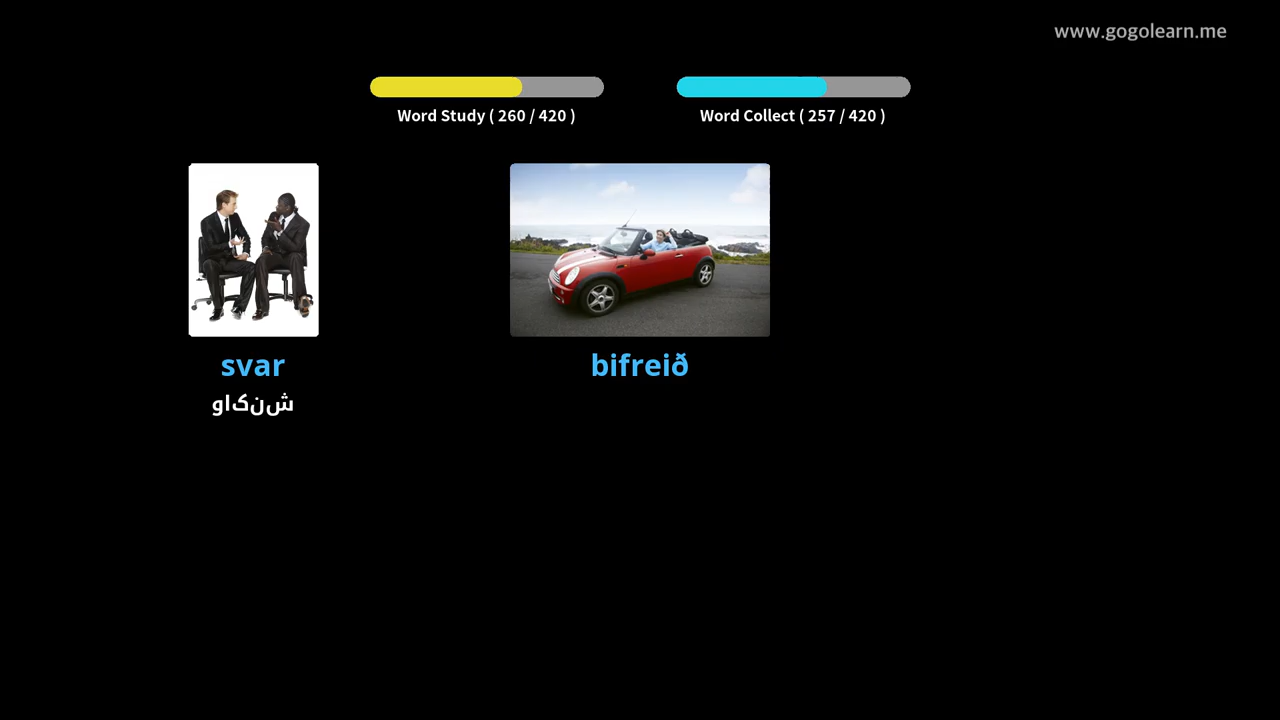 www.gogolearn.me
Word Study ( 260 / 420 )
Word Collect ( 257 / 420 )
svar
شنکاو
bifreið